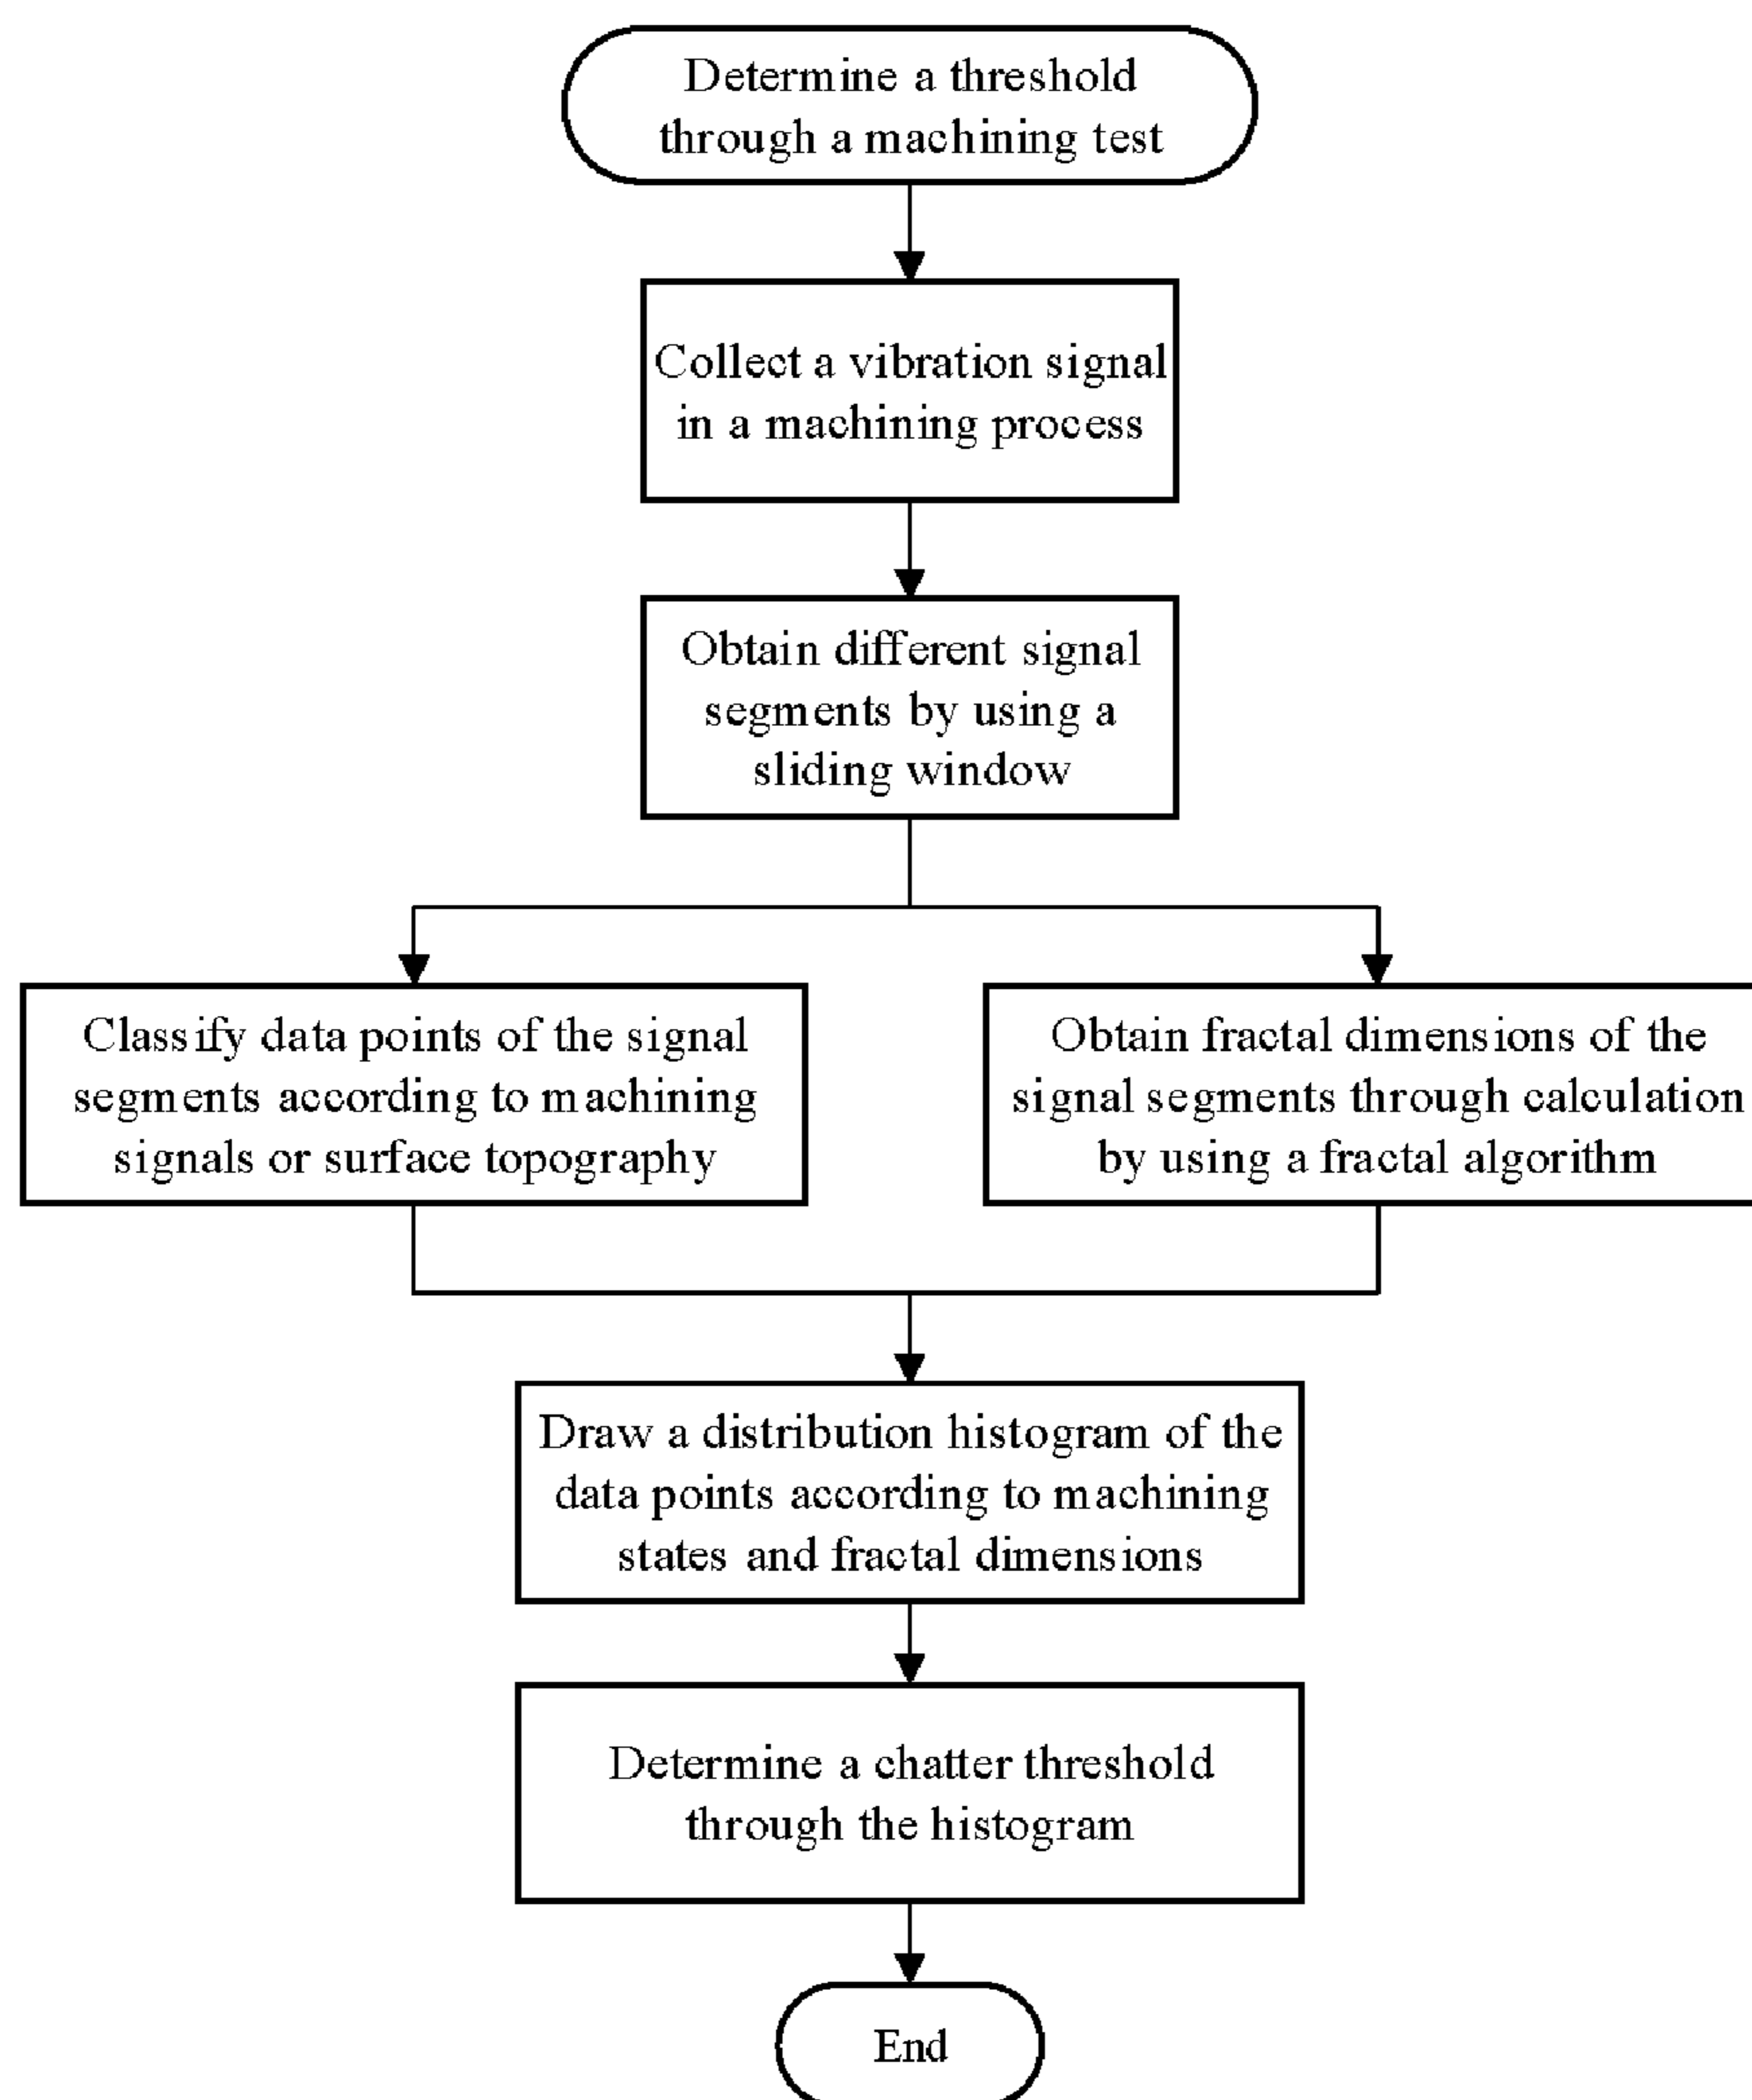 Determine a threshold
through a machining test
Collect a vibration signal
in a machining process
Obtain different signal
segments by using a
sliding window
Classify data points of the signal
segments according to machining
signals or surface topography
Obtain fractal dimensions of the
signal segments through calculation
by using a fractal algorithm
Draw a distribution histogram of the
data points according to machining
states and fractal dimensions
Determine a chatter threshold
through the histogram
End